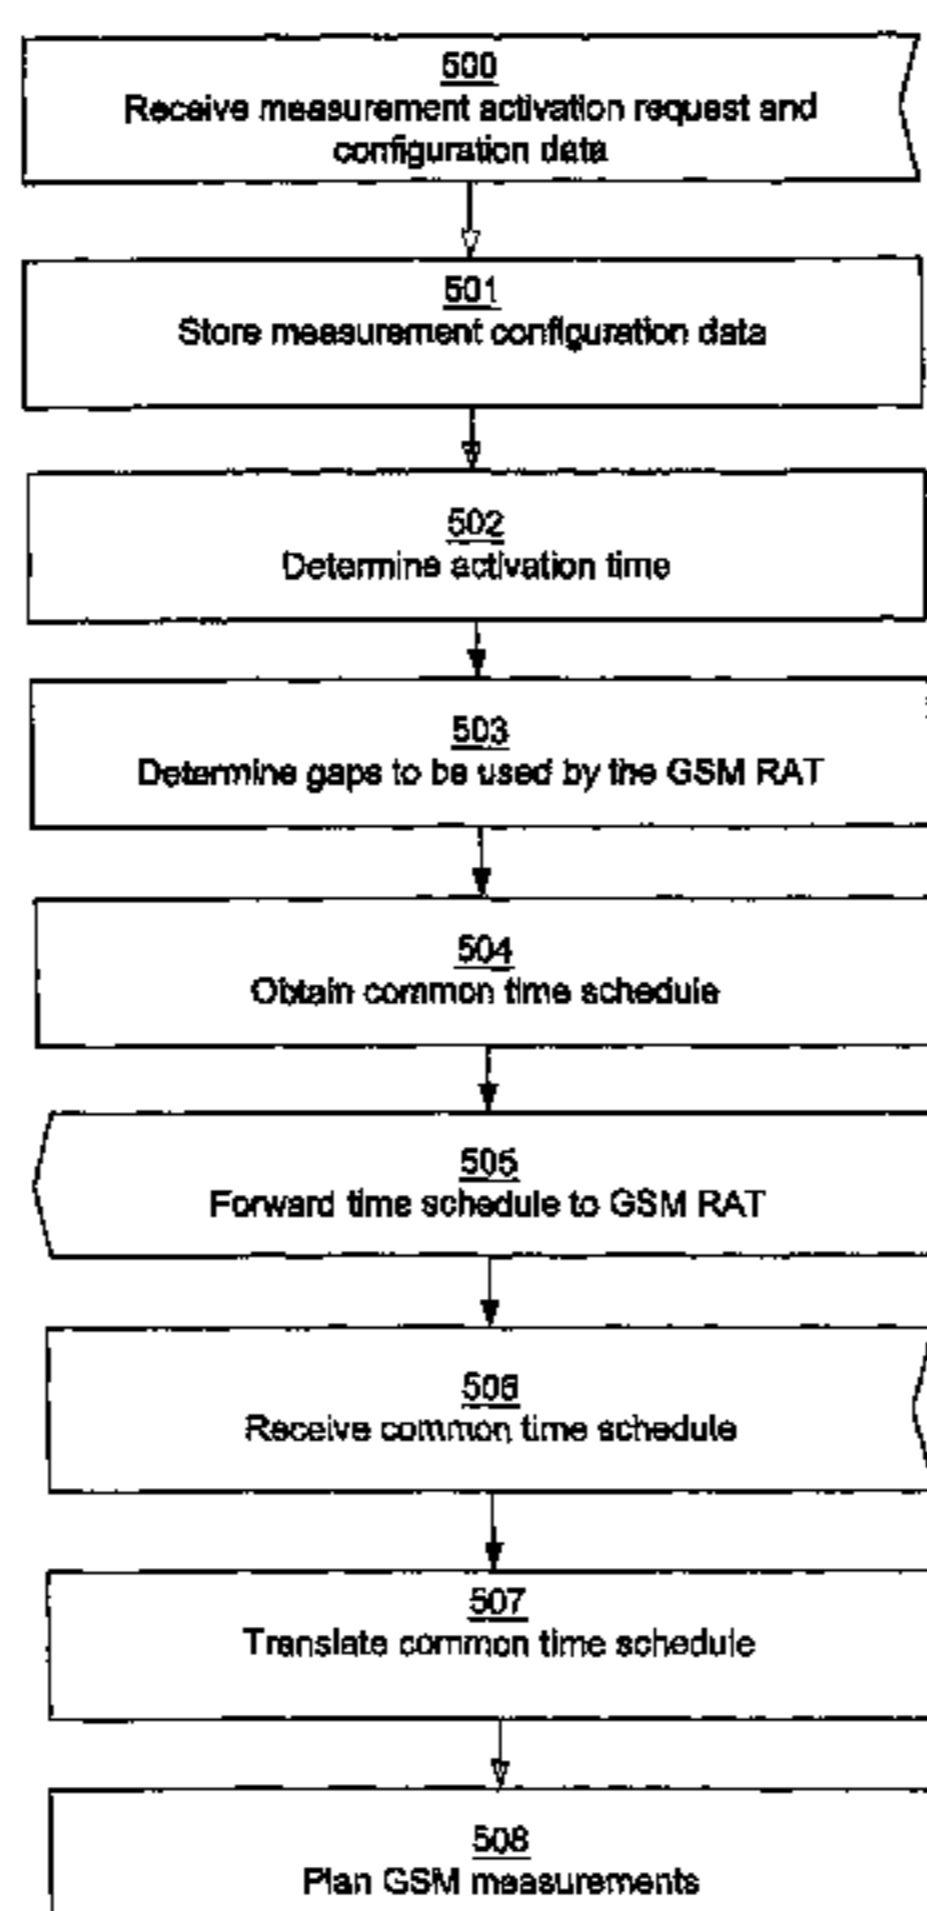 500
Receive measurement activation request and
configuration data
501
Store measurement configuration data
502
Determine activation time
503
Determine gaps to be used by the GSM RAT
504
Obtain common time schedule
505
Forward time schedule to GSM RAT
506
Receive common time schedule
507
Translate common time schedule
508
Plan GSM measurements